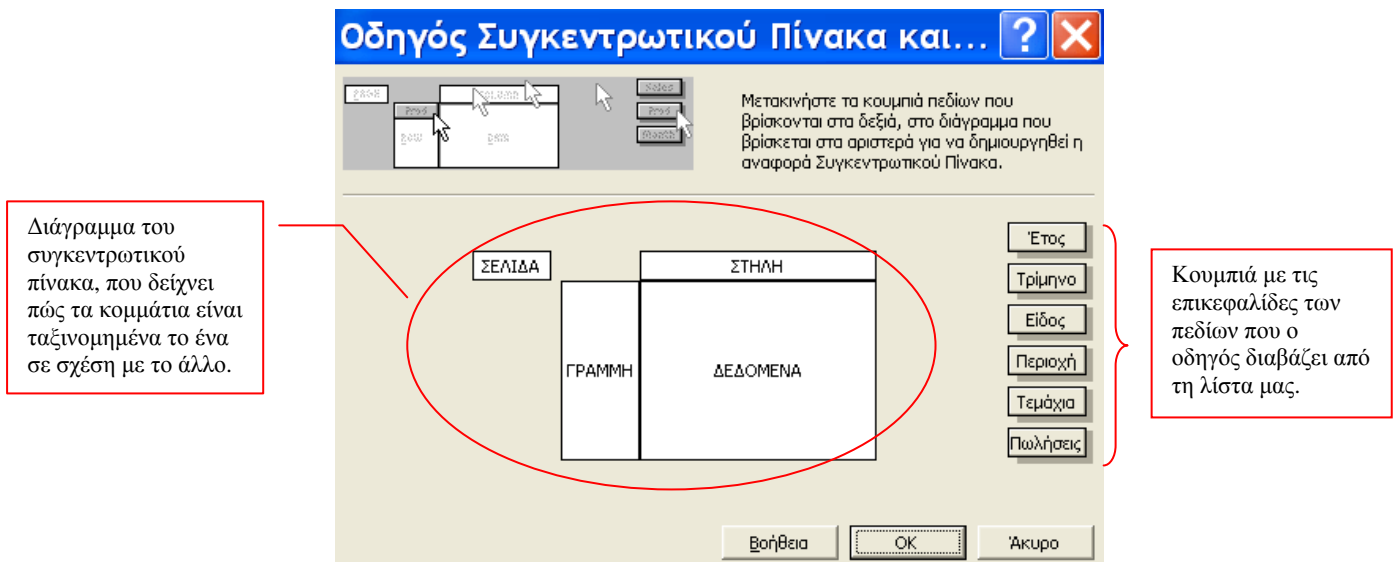 Οδηγός Συγκεντρωτικού Πίνακα και...
Μετακινήστε τα κουμπιά πεδίων που
βρίσκονται στα δεξιά, στο διάγραμμα που
βρίσκεται στα αριστερά για να δημιουργηθεί η
αναφορά Συγκεντρωτικού Πίνακα.
Διάγραμμα του
συγκεντρωτικού
πίνακα, που δείχνει
πώς τα κομμάτια είναι
ταξινομημένα το ένα
σε σχέση με το άλλο.
ΣΕΛΙΔΑ
ΣΤΗΛΗ
ΓΡΑΜΜΗ
ΔΕΔΟΜΕΝΑ
Έτος
Τρίμηνο
Είδος
Περιοχή
Τεμάχια
Πωλήσεις
Κουμπιά με τις
επικεφαλίδες των
πεδίων που ο
οδηγός διαβάζει από
τη λίστα μας.
Βοήθεια
OK
Άκυρο